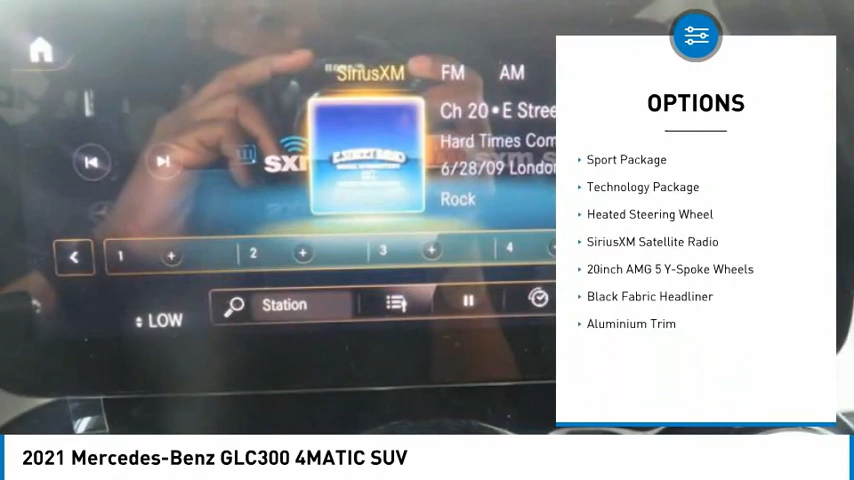 SiriusXM FM AM
Ch 20•E Stree
Hard Times Com
6/28/09 London
Rock
sxm
1 + 2 + 3 + 4
LOW
Station
OPTIONS
Sport Package
Technology Package
Heated Steering Wheel
SiriusXM Satellite Radio
20inch AMG 5 Y-Spoke Wheels
Black Fabric Headliner
Aluminium Trim
2021 Mercedes-Benz GLC300 4MATIC SUV